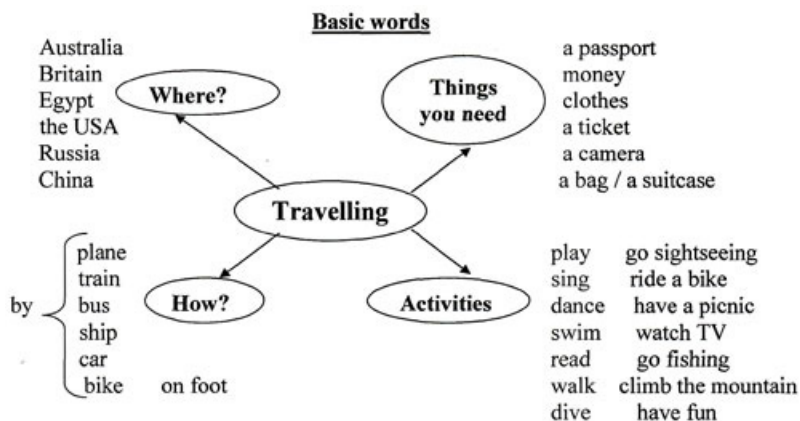 Basic words
Australia
Britain
Egypt
the USA
Russia
China
Where?
Things
you need
a passport
money
clothes
a ticket
a camera
a bag / a suitcase
Travelling
by
plane
train
bus
ship
car
bike on foot
How?
Activities
play go sightseeing
sing ride a bike
dance have a picnic
swim watch TV
read go fishing
walk climb the mountain
dive have fun